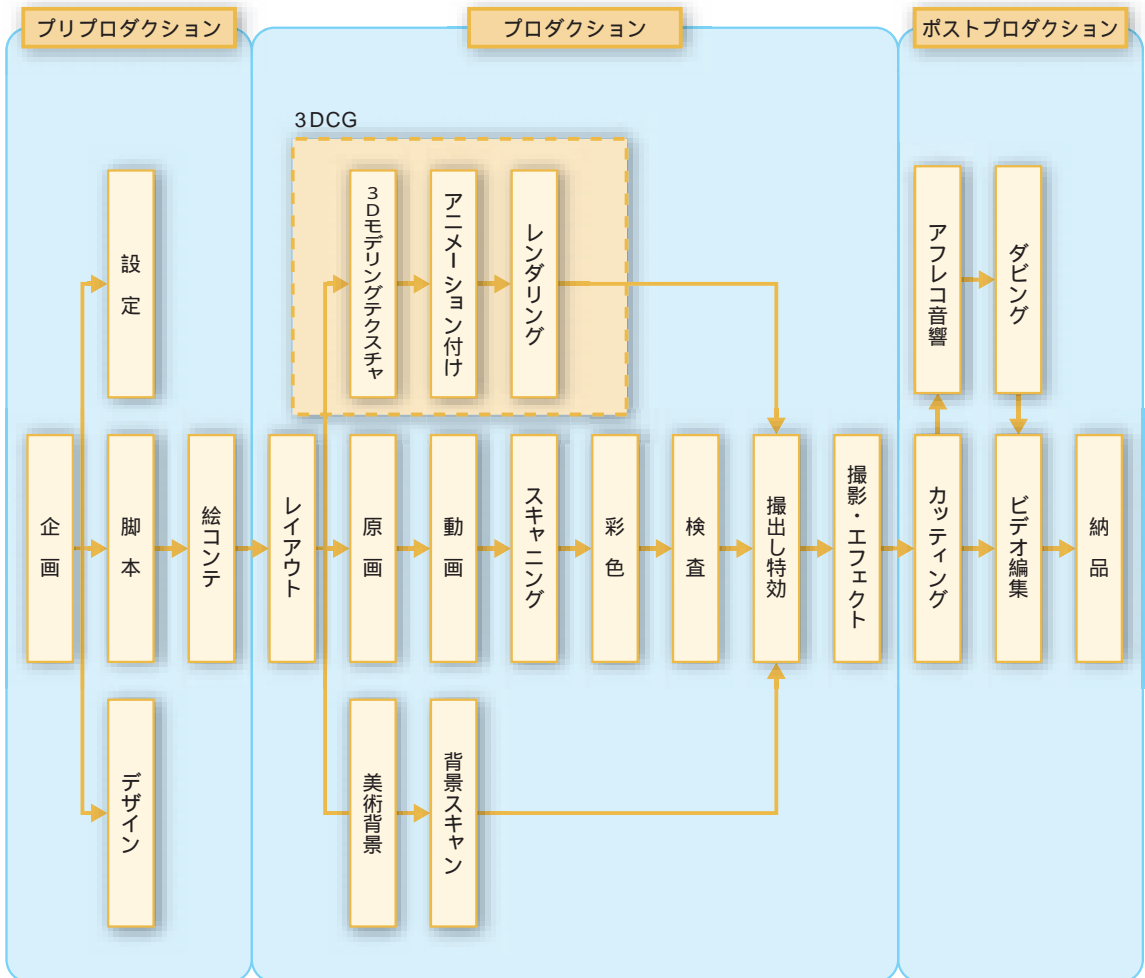 プリプロダクション
プロダクション
ポストプロダクション
3DCG
設定
企画
脚本
絵コンテ
デザイン
レイアウト
3Dモデリングテクスチャ
アニメーション付け
レンダリング
原画
動画
スキャニング
彩色
検査
撮出し特効
撮影・エフェクト
美術背景
背景スキャン
アフレコ音響
ダビング
カッティング
ビデオ編集
納品